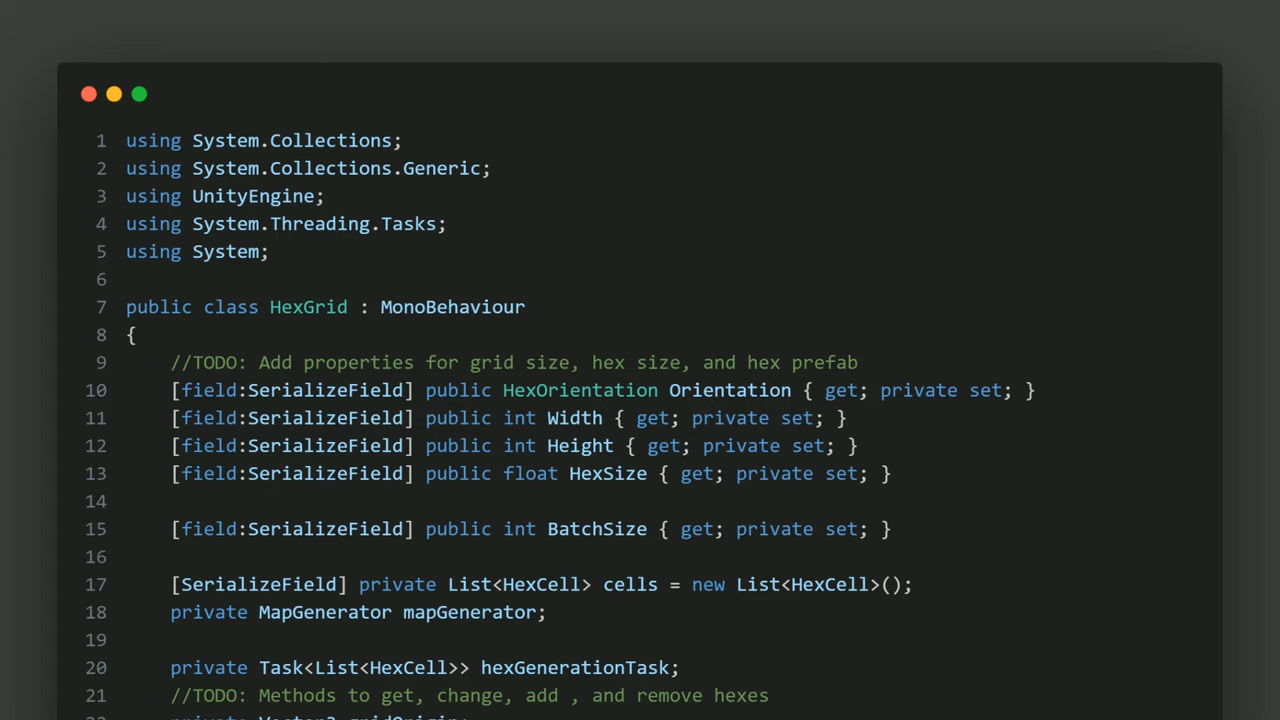 1 using System.Collections;
2 using System.Collections.Generic;
3 using UnityEngine;
4 using System.Threading.Tasks;
5 using System;
6
7 public class HexGrid : MonoBehaviour
8 {
9 //TODO: Add properties for grid size, hex size, and hex prefab
10 [field:SerializeField] public HexOrientation Orientation { get; private set; }
11 [field:SerializeField] public int Width { get; private set; }
12 [field:SerializeField] public int Height { get; private set; }
13 [field:SerializeField] public float HexSize { get; private set; }
14
15 [field:SerializeField] public int BatchSize { get; private set; }
16
17 [SerializeField] private List<HexCell> cells = new List<HexCell>();
18 private MapGenerator mapGenerator;
19
20 private Task<List<HexCell>> hexGenerationTask;
21 //TODO: Methods to get, change, add , and remove hexes
22 private Vector3 gridOrigin;